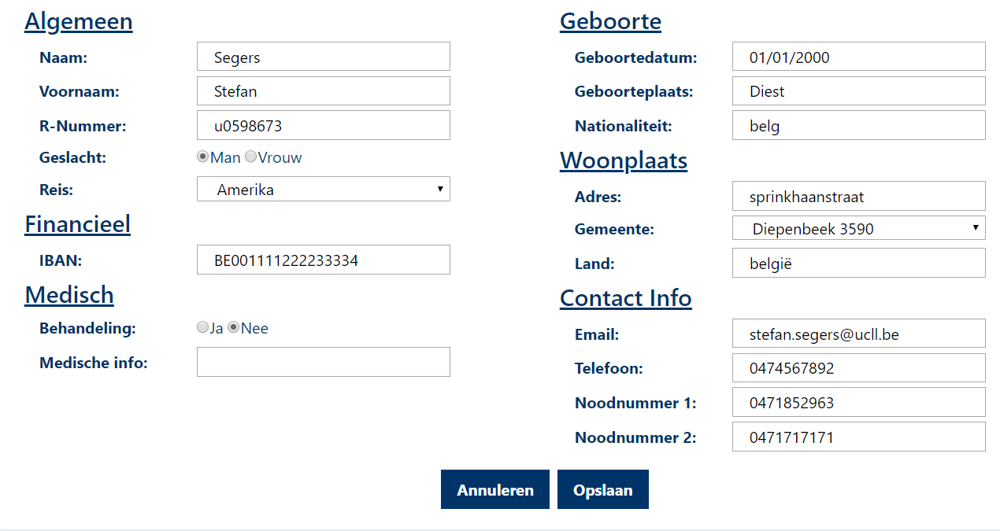 Algemeen
Naam: Segers
Voornaam: Stefan
R-Nummer: u0598673
Geslacht: Man Vrouw
Reis: Amerika
Financieel
IBAN: BE001111222233334
Medisch
Behandeling: Ja Nee
Medische info:
Geboorte
Geboortedatum: 01/01/2000
Geboorteplaats: Diest
Nationaliteit: belg
Woonplaats
Adres: sprinkhaanstraat
Gemeente: Diepenbeek 3590
Land: belgië
Contact Info
Email: stefan.segers@ucll.be
Telefoon: 0474567892
Noodnummer 1: 0471852963
Noodnummer 2: 0471717171
Annuleren Opslaan